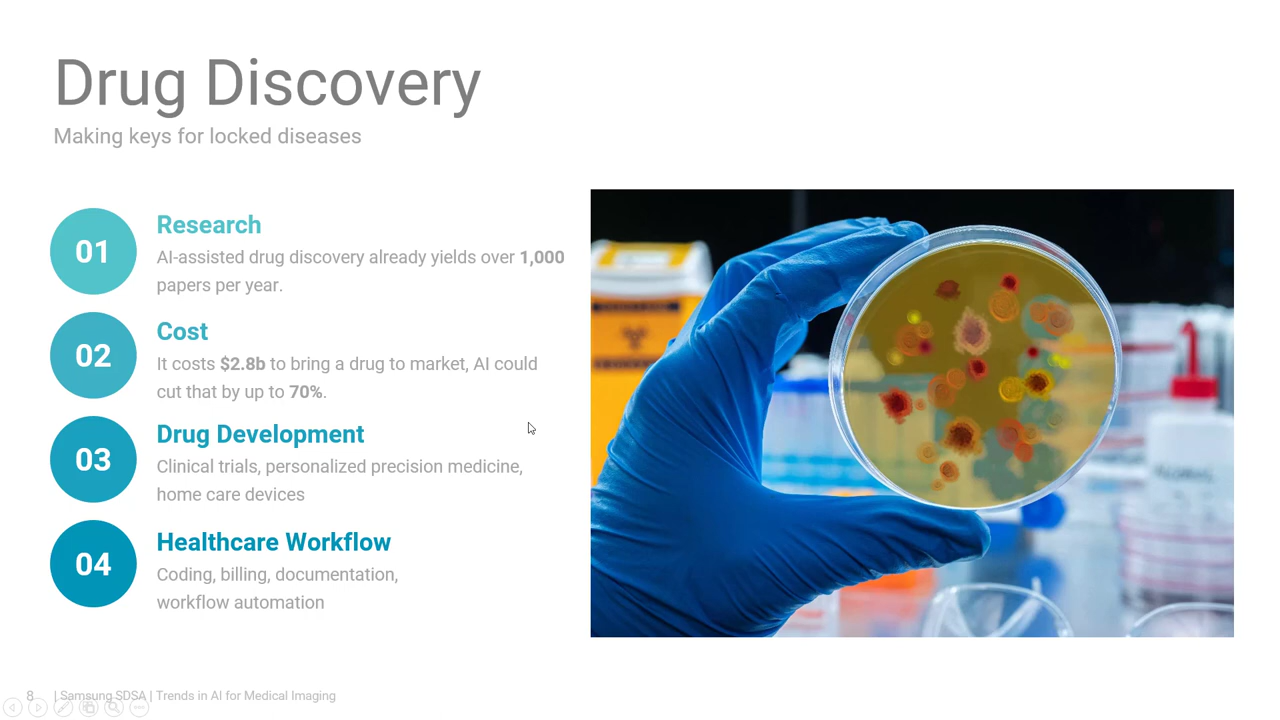 Drug Discovery
Making keys for locked diseases
01
Research
AI-assisted drug discovery already yields over 1,000
papers per year.
02
Cost
It costs $2.8b to bring a drug to market, AI could
cut that by up to 70%.
03
Drug Development
Clinical trials, personalized precision medicine,
home care devices
04
Healthcare Workflow
Coding, billing, documentation,
workflow automation
8 | Samsung SDSA | Trends in AI for Medical Imaging